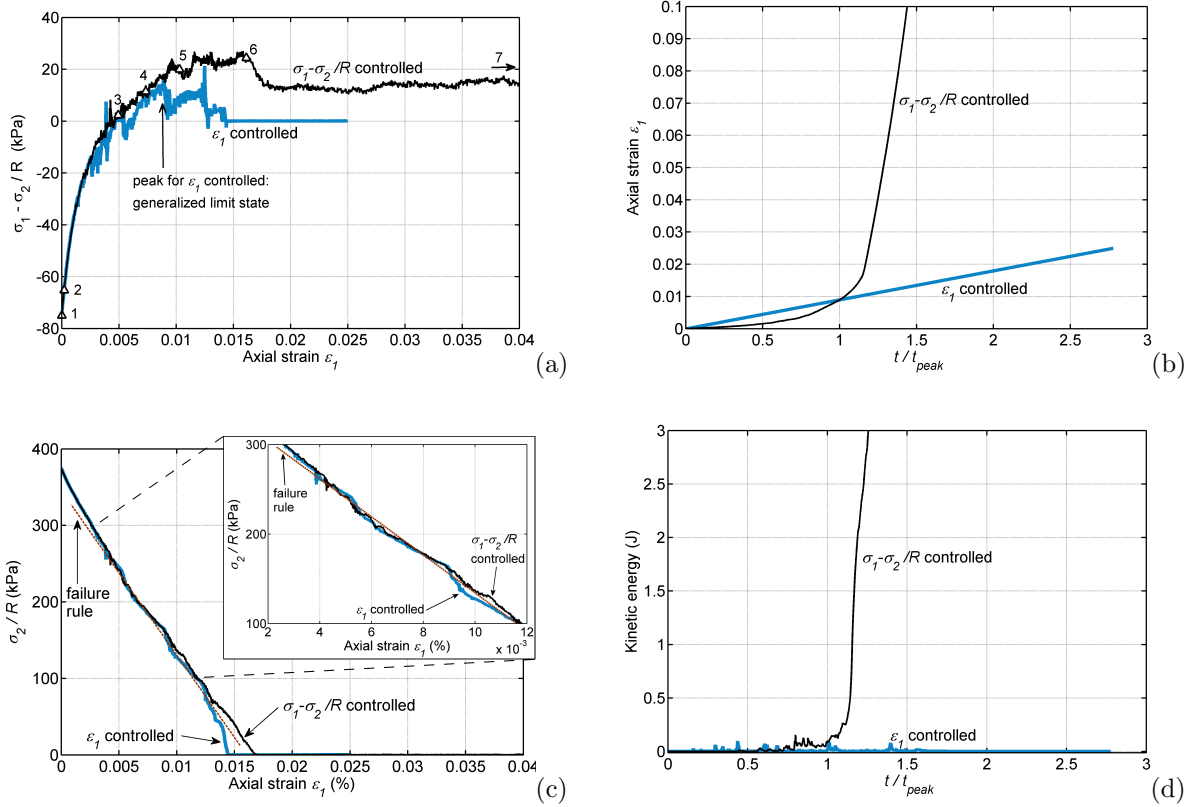 40
20
0
-20
-40
-60
-80
σ1 - σ2 / R (kPa)
0
0.005
0.01
0.015
0.02
0.025
0.03
0.035
0.04
Axial strain ε1
1
2
3
4
5
6
7
σ1-σ2/R controlled
ε1 controlled
peak for ε1 controlled:
generalized limit state
(a)
0.1
0.09
0.08
0.07
0.06
0.05
0.04
0.03
0.02
0.01
0
Axial strain ε1
0
0.5
1
1.5
2
2.5
3
t / tpeak
σ1-σ2/R controlled
ε1 controlled
(b)
400
300
200
100
0
σ2 / R (kPa)
0
0.005
0.01
0.015
0.02
0.025
0.03
0.035
0.04
Axial strain ε1 (%)
failure
rule
ε1 controlled
σ1-σ2/R controlled
300
200
100
σ2 / R (kPa)
2
4
6
8
10
12
Axial strain ε1 (%)
x 10-3
failure
rule
σ1-σ2/R
controlled
ε1 controlled
(c)
3
2.5
2
1.5
1
0.5
0
Kinetic energy (J)
0
0.5
1
1.5
2
2.5
3
t / tpeak
σ1-σ2/R controlled
ε1 controlled
(d)